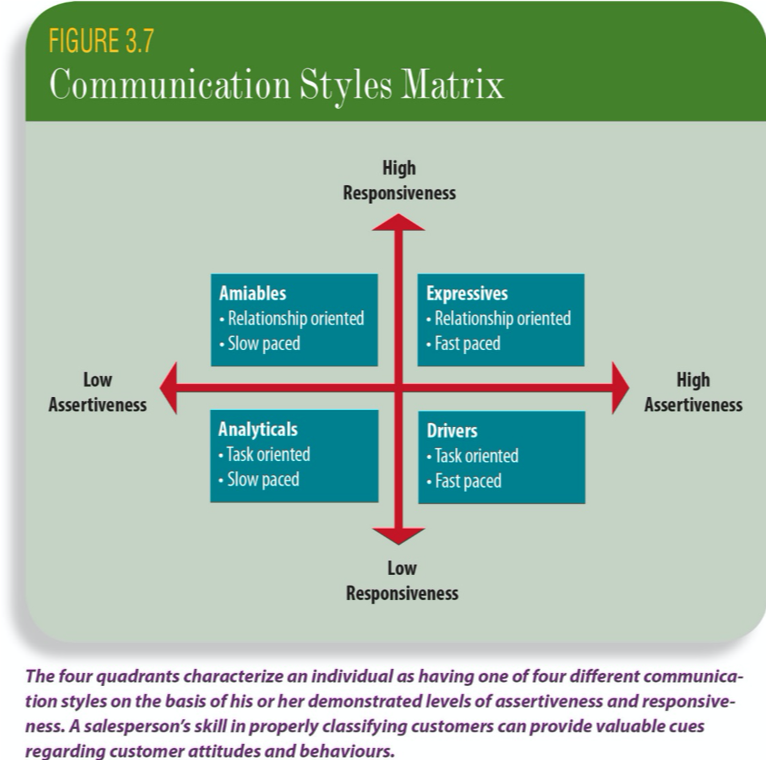 FIGURE 3.7
Communication Styles Matrix
High
Responsiveness
Amiables
• Relationship oriented
• Slow paced
Expressives
• Relationship oriented
• Fast paced
Low
Assertiveness
High
Assertiveness
Analyticals
• Task oriented
• Slow paced
Drivers
• Task oriented
• Fast paced
Low
Responsiveness
The four quadrants characterize an individual as having one of four different communica-
tion styles on the basis of his or her demonstrated levels of assertiveness and responsive-
ness. A salesperson's skill in properly classifying customers can provide valuable cues
regarding customer attitudes and behaviours.